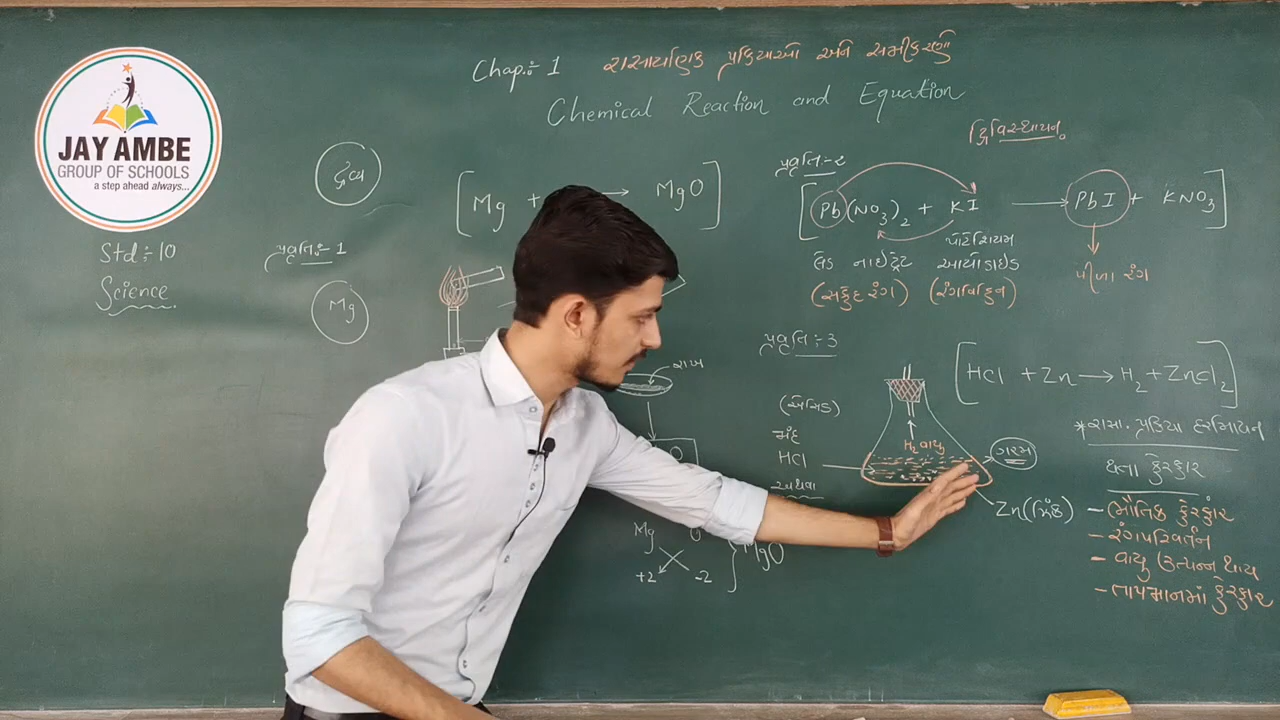 JAY AMBE
GROUP OF SCHOOLS
a step ahead always...
Std ÷ 10
Science
Chap. ÷ 1 રાસાયણિક પ્રક્રિયાઓ અને સમીકરણો
Chemical Reaction and Equation
દ્રવ્ય
પ્રવૃતિ ÷ 1
Mg
[Mg + → MgO]
રાખ
Mg O
+2 -2
} MgO
દ્વિવિસ્થાપન.
પ્રવૃતિ ÷ ૨
[Pb(NO3)2 + KI → PbI + KNO3]
લેડ નાઈટ્રેટ પોટેશિયમ આયોડાઈડ
(સફેદ રંગ) (રંગવિહીન)
પીળા રંગ
પ્રવૃતિ ÷ 3
[HCl + Zn → H2 + ZnCl2]
(એસિડ)
મંદ
HCl
અથવા
H2 વાયુ
ગરમ
Zn (ઝિંક)
* રાસા. પ્રક્રિયા દરમિયાન
થતા ફેરફાર
- ભૌતિક ફેરફાર
- રંગપરિવર્તન
- વાયુ ઉત્પન્ન થાય
- તાપમાનમાં ફેરફાર